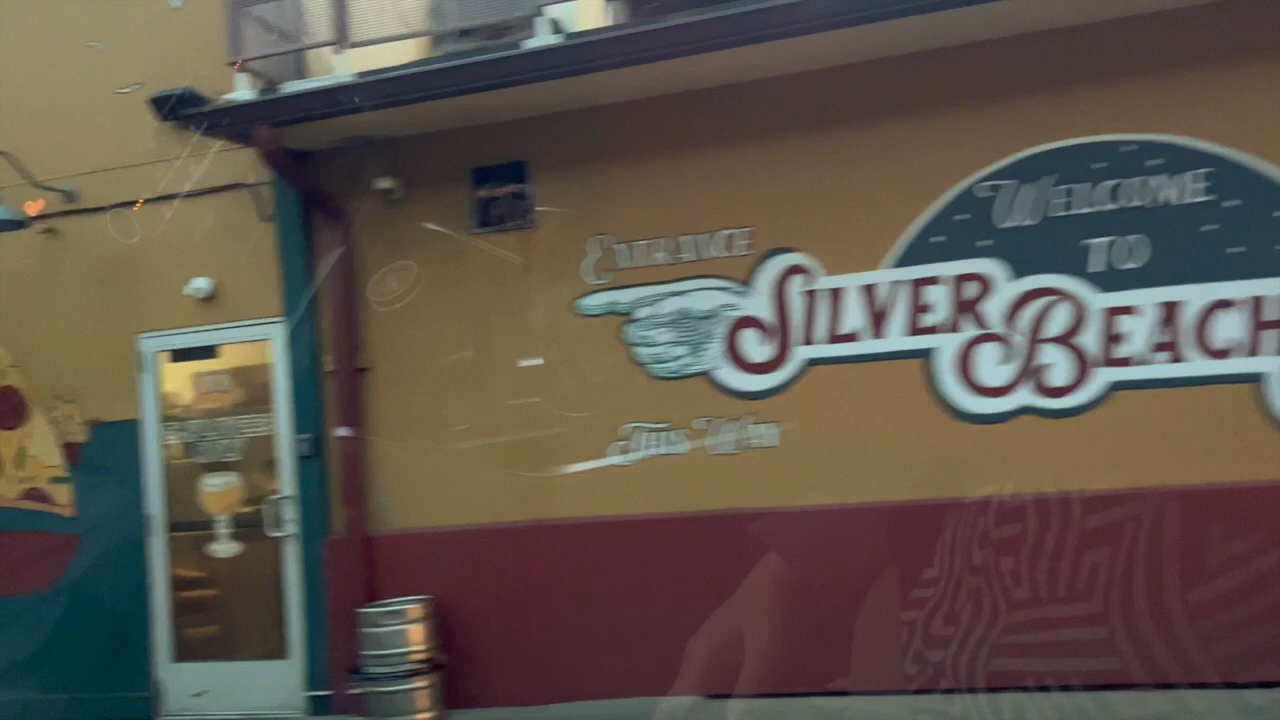 WELCOME
TO
ENTRANCE
SILVER BEACH
THIS WAY